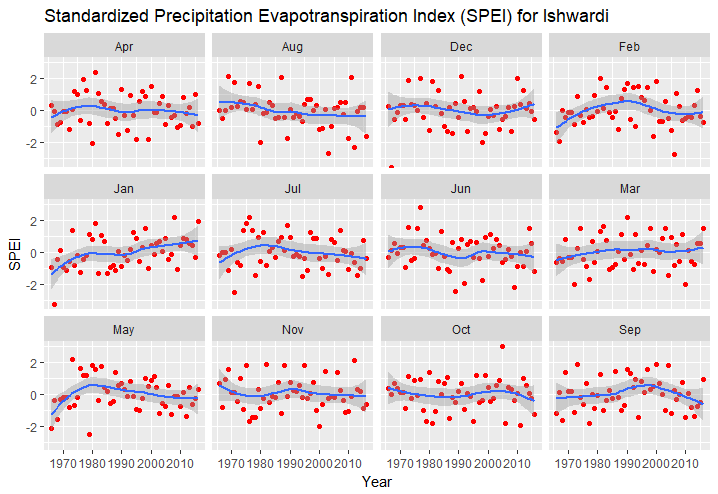 Standardized Precipitation Evapotranspiration Index (SPEI) for Ishwardi
Apr Aug Dec Feb
2
0
-2
Jan Jul Jun Mar
2
0
-2
May Nov Oct Sep
2
0
-2
SPEI
1970 1980 1990 2000 2010 1970 1980 1990 2000 2010 1970 1980 1990 2000 2010 1970 1980 1990 2000 2010
Year